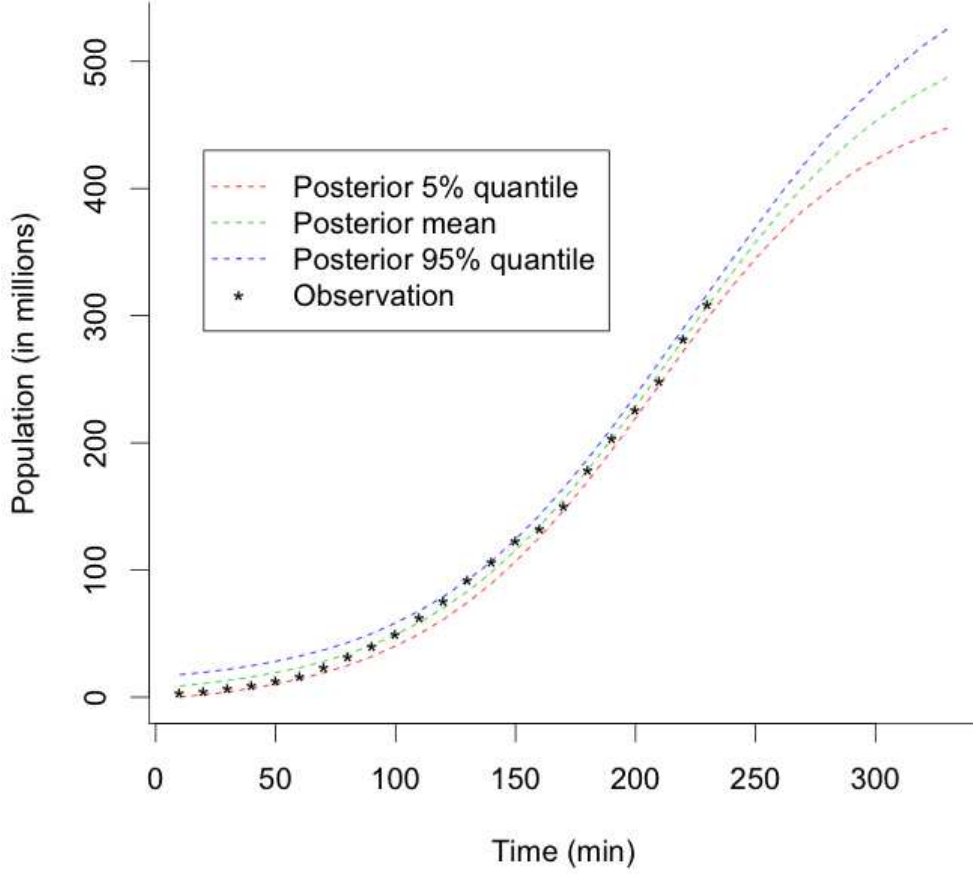 500
400
300
200
100
0
Population (in millions)
Posterior 5% quantile
Posterior mean
Posterior 95% quantile
* Observation
0 50 100 150 200 250 300
Time (min)